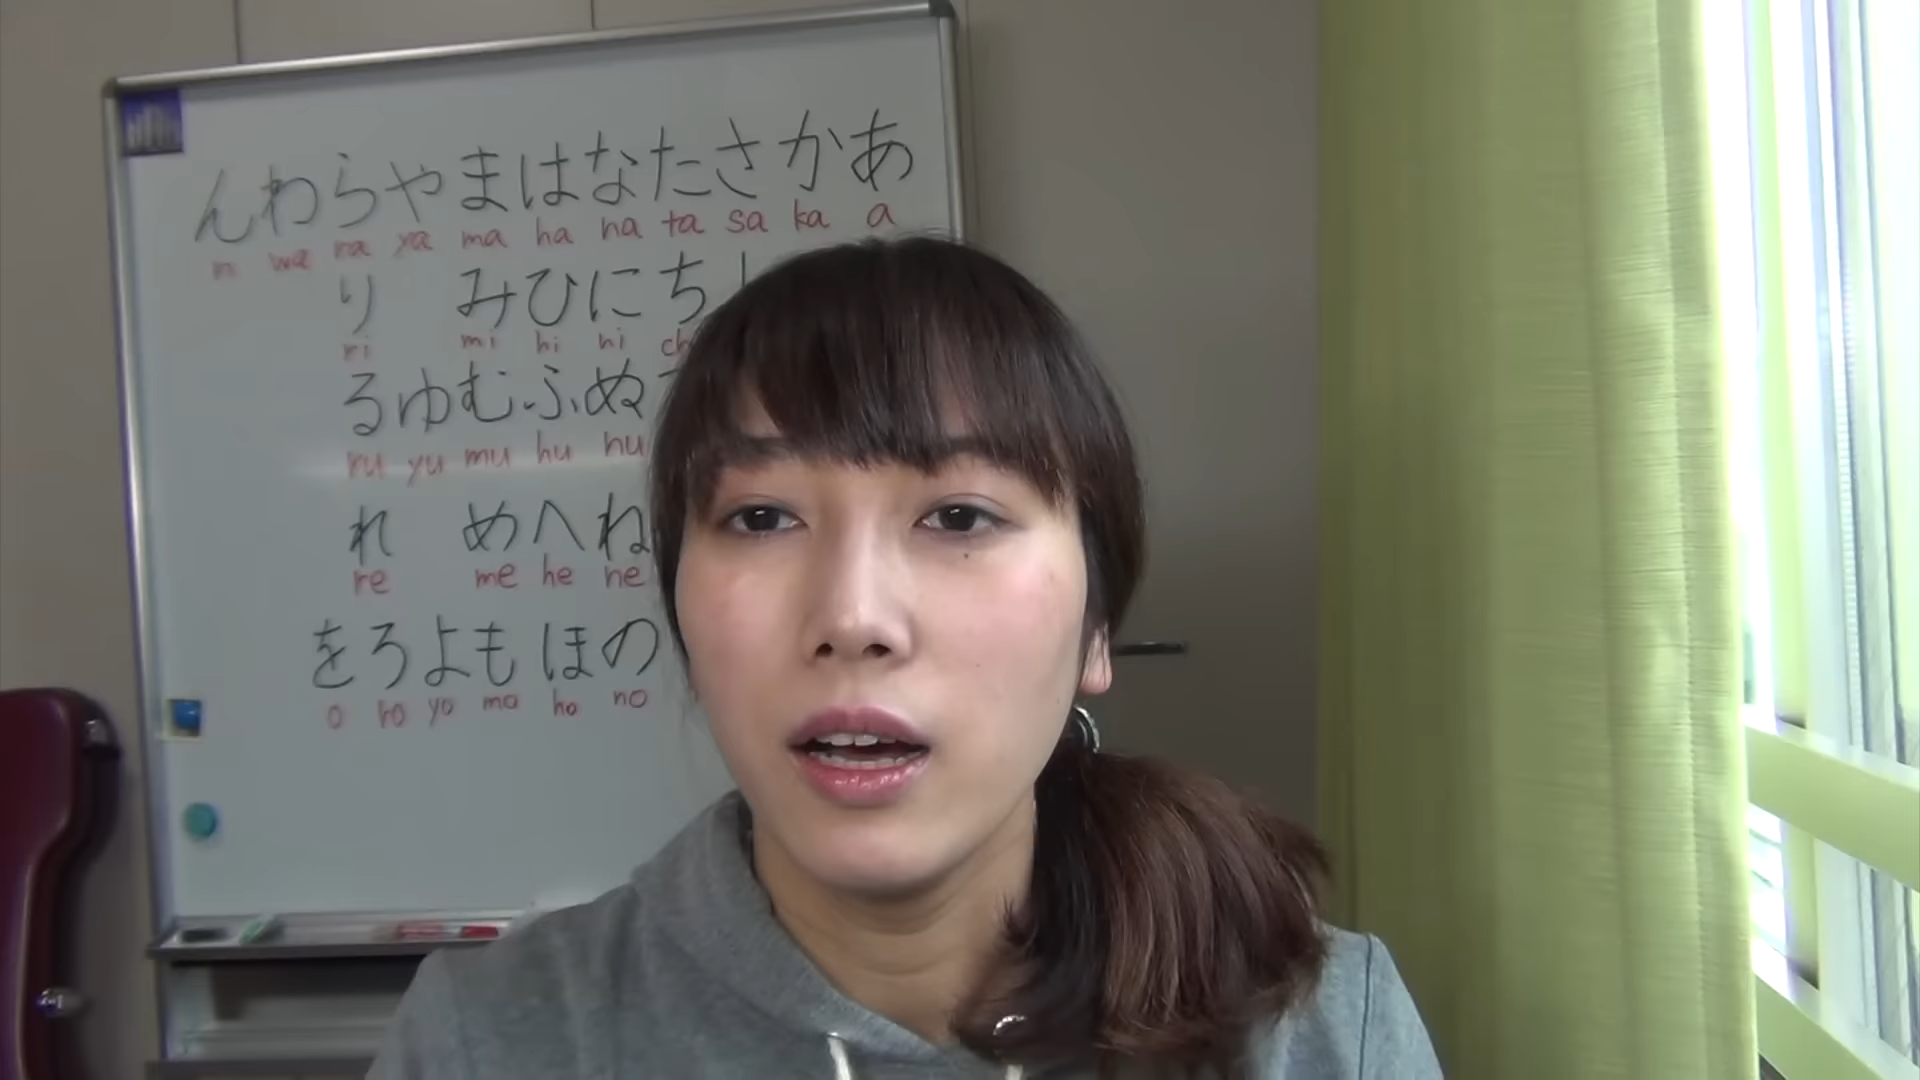 んわらやまはなたさかあ
n wa ra ya ma ha na ta sa ka a
り みひにち
ri mi hi ni
るゆむふぬ
ru yu mu hu nu
れ めへね
re me he ne
をろよもほの
o ro yo mo ho no